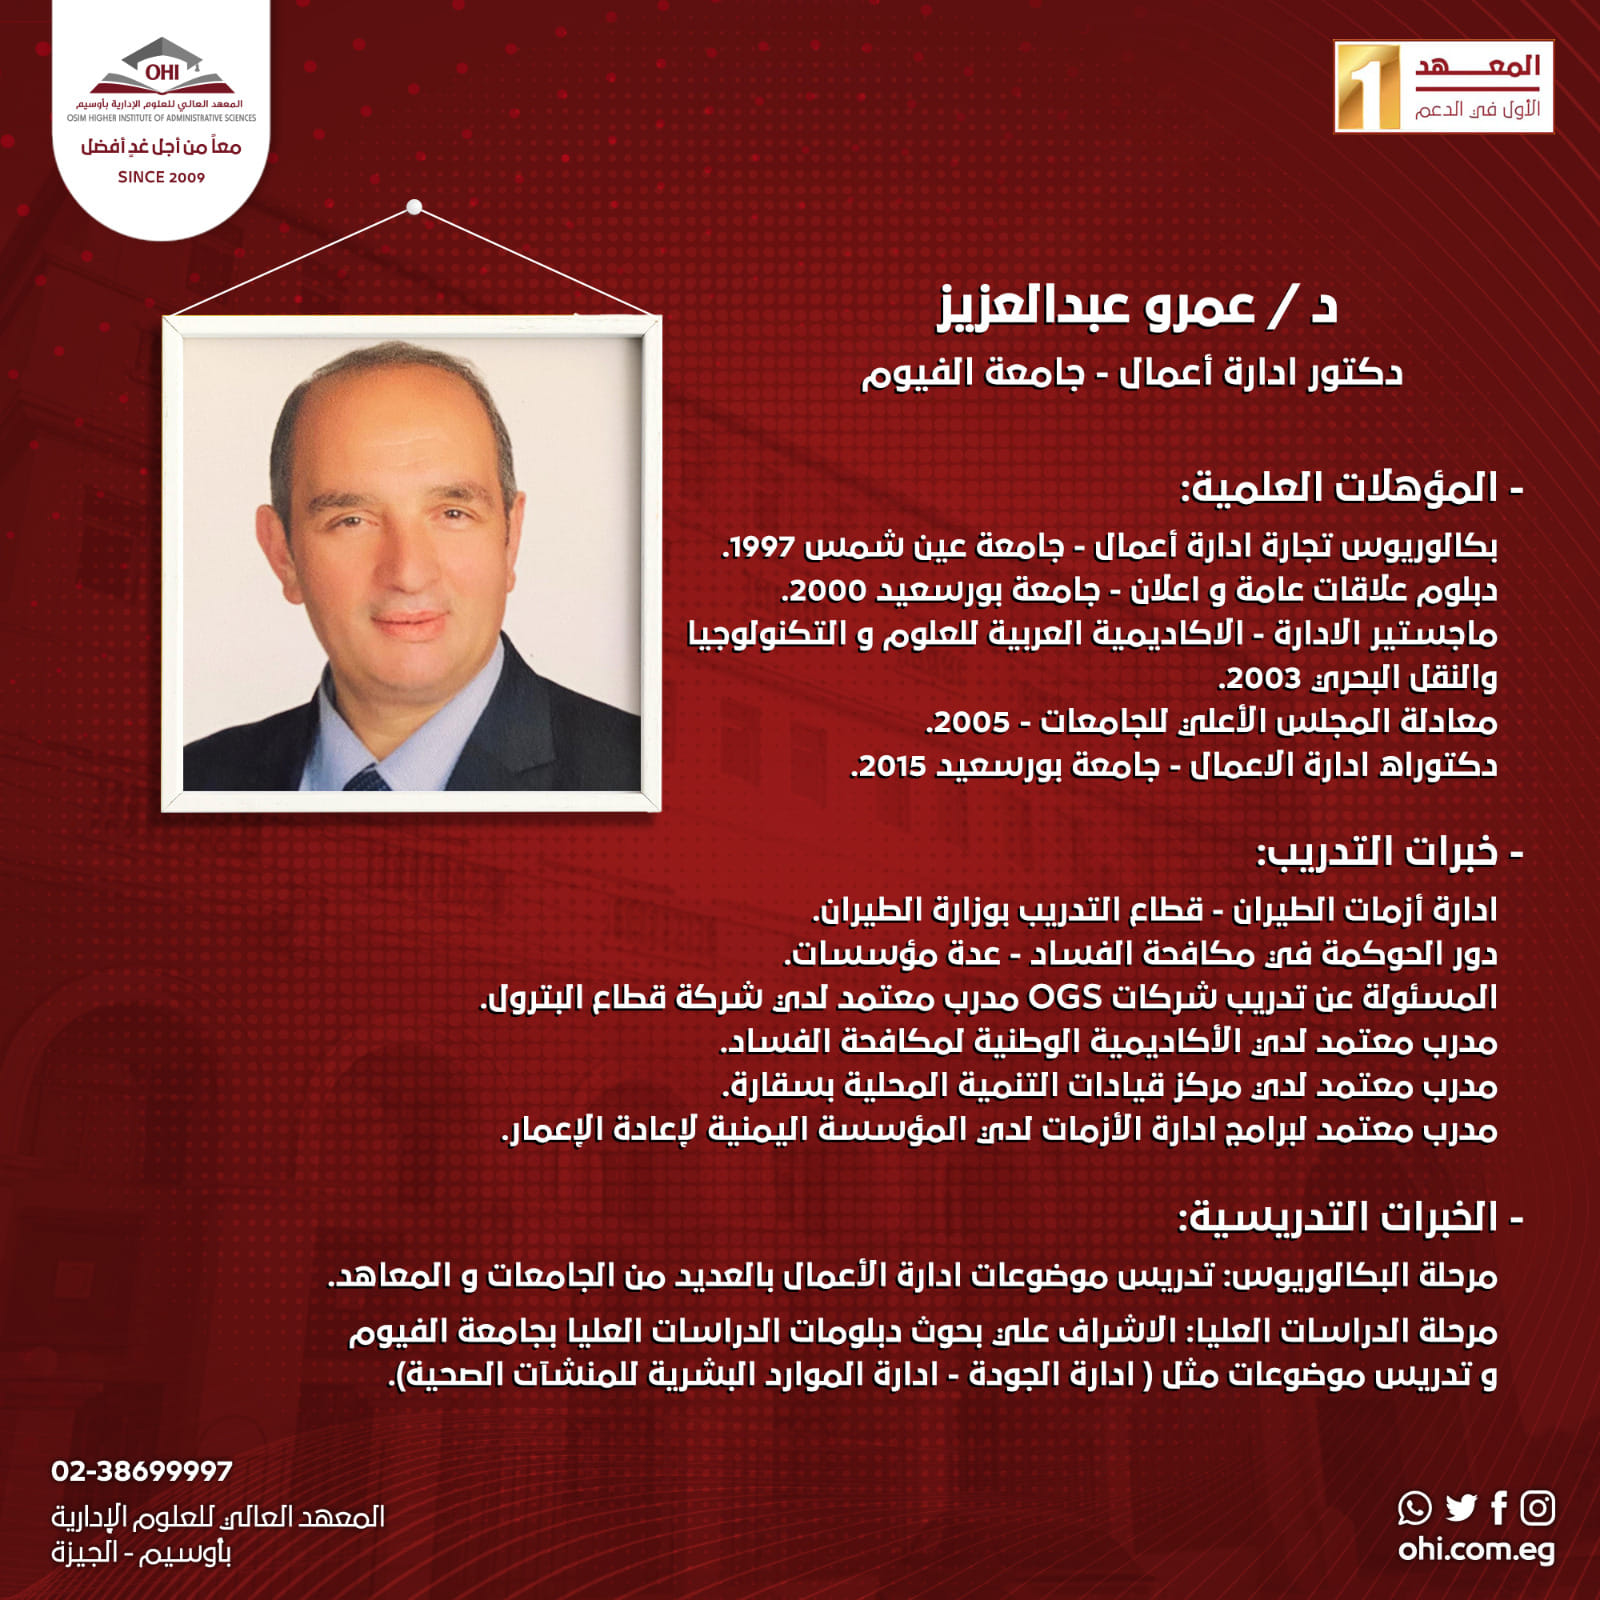 OHI
المعهد العالي للعلوم الإدارية بأوسيم
OSIM HIGHER INSTITUTE OF ADMINISTRATIVE SCIENCES
معاً من أجل غدٍ أفضل
SINCE 2009
1
المعهد
الأول في الدعم
د / عمرو عبدالعزيز
دكتور ادارة أعمال - جامعة الفيوم
- المؤهلات العلمية:
بكالوريوس تجارة ادارة أعمال - جامعة عين شمس 1997.
دبلوم علاقات عامة و اعلان - جامعة بورسعيد 2000.
ماجستير الادارة - الاكاديمية العربية للعلوم و التكنولوجيا
والنقل البحري 2003.
معادلة المجلس الأعلي للجامعات - 2005.
دكتوراه ادارة الاعمال - جامعة بورسعيد 2015.
- خبرات التدريب:
ادارة أزمات الطيران - قطاع التدريب بوزارة الطيران.
دور الحوكمة في مكافحة الفساد - عدة مؤسسات.
المسئولة عن تدريب شركات OGS مدرب معتمد لدي شركة قطاع البترول.
مدرب معتمد لدي الأكاديمية الوطنية لمكافحة الفساد.
مدرب معتمد لدي مركز قيادات التنمية المحلية بسقارة.
مدرب معتمد لبرامج ادارة الأزمات لدي المؤسسة اليمنية لإعادة الإعمار.
- الخبرات التدريسية:
مرحلة البكالوريوس: تدريس موضوعات ادارة الأعمال بالعديد من الجامعات و المعاهد.
مرحلة الدراسات العليا: الاشراف علي بحوث دبلومات الدراسات العليا بجامعة الفيوم
و تدريس موضوعات مثل ( ادارة الجودة - ادارة الموارد البشرية للمنشآت الصحية).
02-38699997
المعهد العالي للعلوم الإدارية
بأوسيم - الجيزة
ohi.com.eg